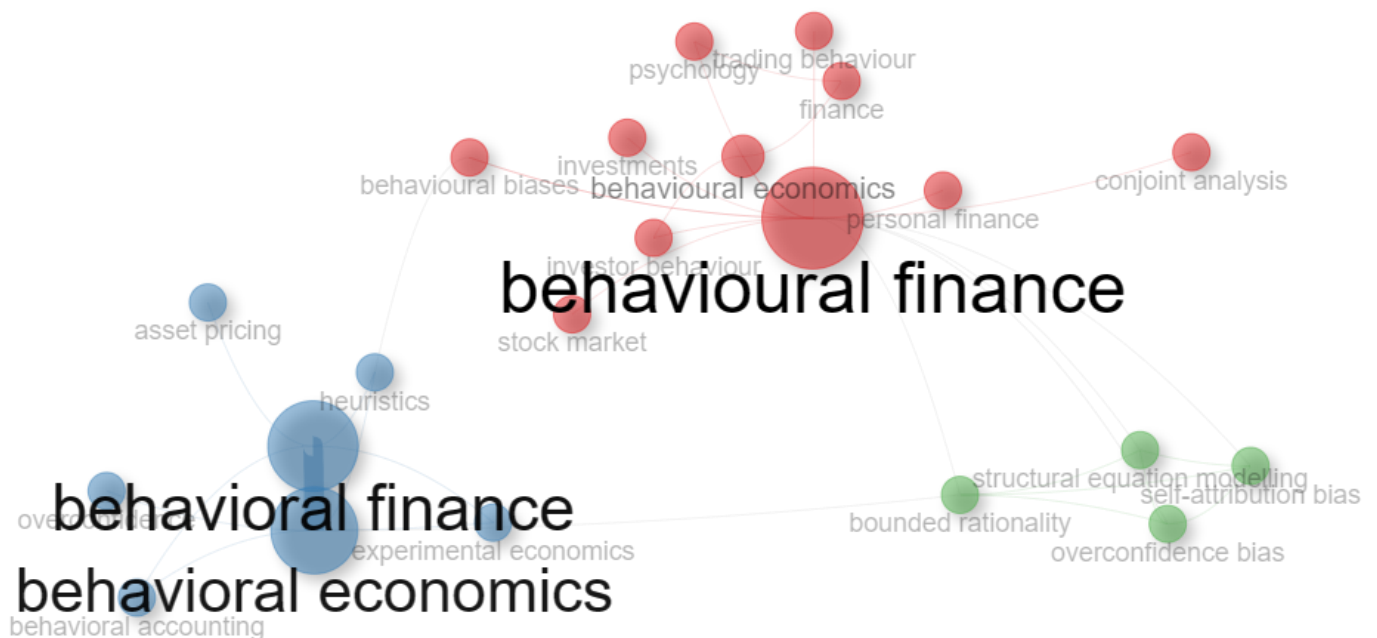 trading behaviour
psychology
finance
investments
conjoint analysis
behavioural biases
behavioural economics
personal finance
investor behaviour
behavioural finance
asset pricing
stock market
heuristics
structural equation modelling
self-attribution bias
behavioral finance
overconfidence
bounded rationality
experimental economics
overconfidence bias
behavioral economics
behavioral accounting